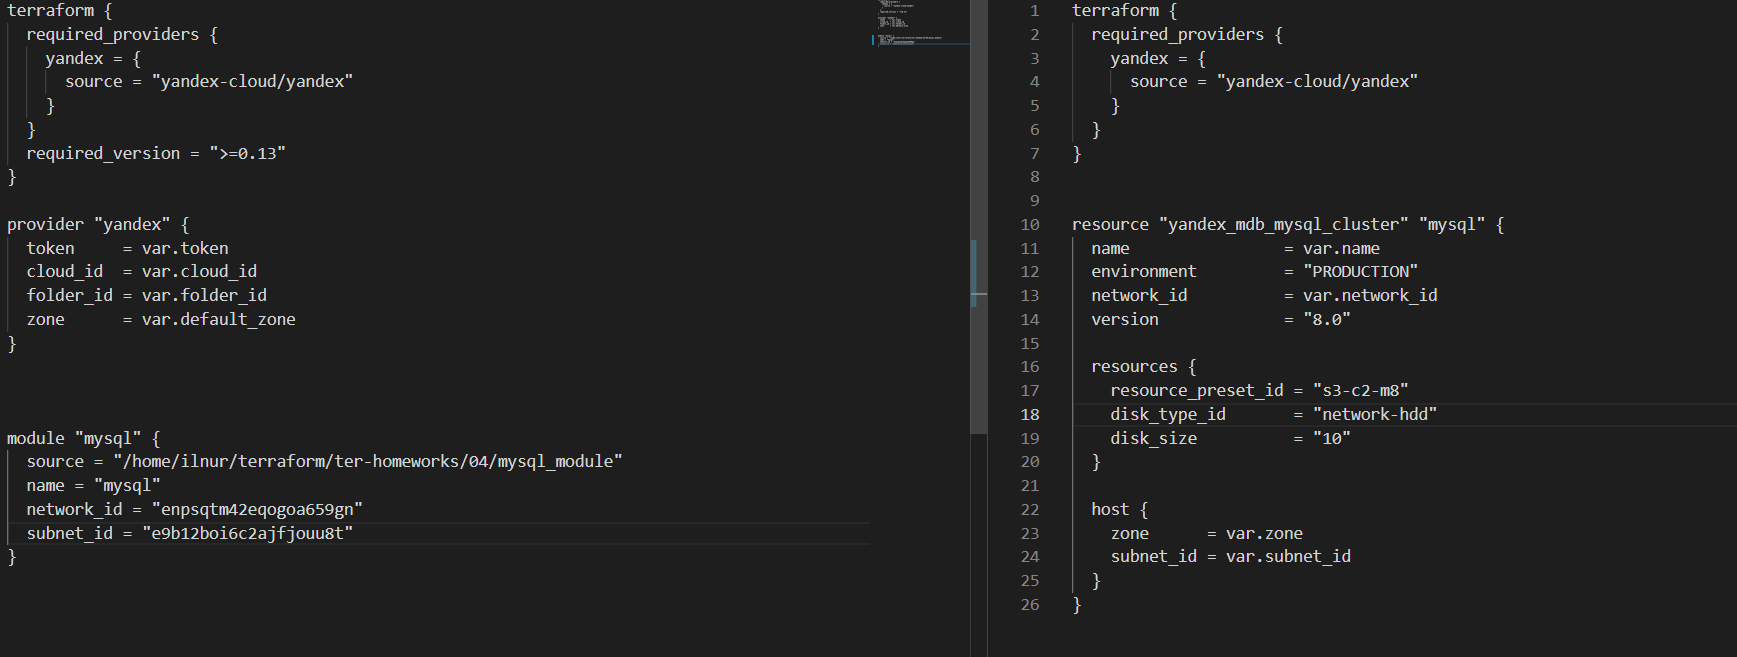 terraform {
  required_providers {
    yandex = {
      source = "yandex-cloud/yandex"
    }
  }
  required_version = ">=0.13"
}

provider "yandex" {
  token     = var.token
  cloud_id  = var.cloud_id
  folder_id = var.folder_id
  zone      = var.default_zone
}

module "mysql" {
  source = "/home/ilnur/terraform/ter-homeworks/04/mysql_module"
  name = "mysql"
  network_id = "enpsqtm42eqogoa659gn"
  subnet_id = "e9b12boi6c2ajfjouu8t"
}

1 terraform {
2   required_providers {
3     yandex = {
4       source = "yandex-cloud/yandex"
5     }
6   }
7 }
8
9
10 resource "yandex_mdb_mysql_cluster" "mysql" {
11   name                = var.name
12   environment         = "PRODUCTION"
13   network_id          = var.network_id
14   version             = "8.0"
15
16   resources {
17     resource_preset_id = "s3-c2-m8"
18     disk_type_id       = "network-hdd"
19     disk_size          = "10"
20   }
21
22   host {
23     zone      = var.zone
24     subnet_id = var.subnet_id
25   }
26 }